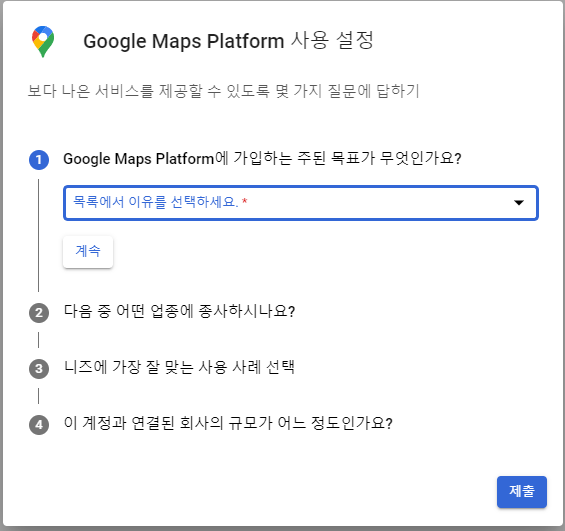 Google Maps Platform 사용 설정
보다 나은 서비스를 제공할 수 있도록 몇 가지 질문에 답하기
1 Google Maps Platform에 가입하는 주된 목표가 무엇인가요?
목록에서 이유를 선택하세요. *
계속
2 다음 중 어떤 업종에 종사하시나요?
3 니즈에 가장 잘 맞는 사용 사례 선택
4 이 계정과 연결된 회사의 규모가 어느 정도인가요?
제출